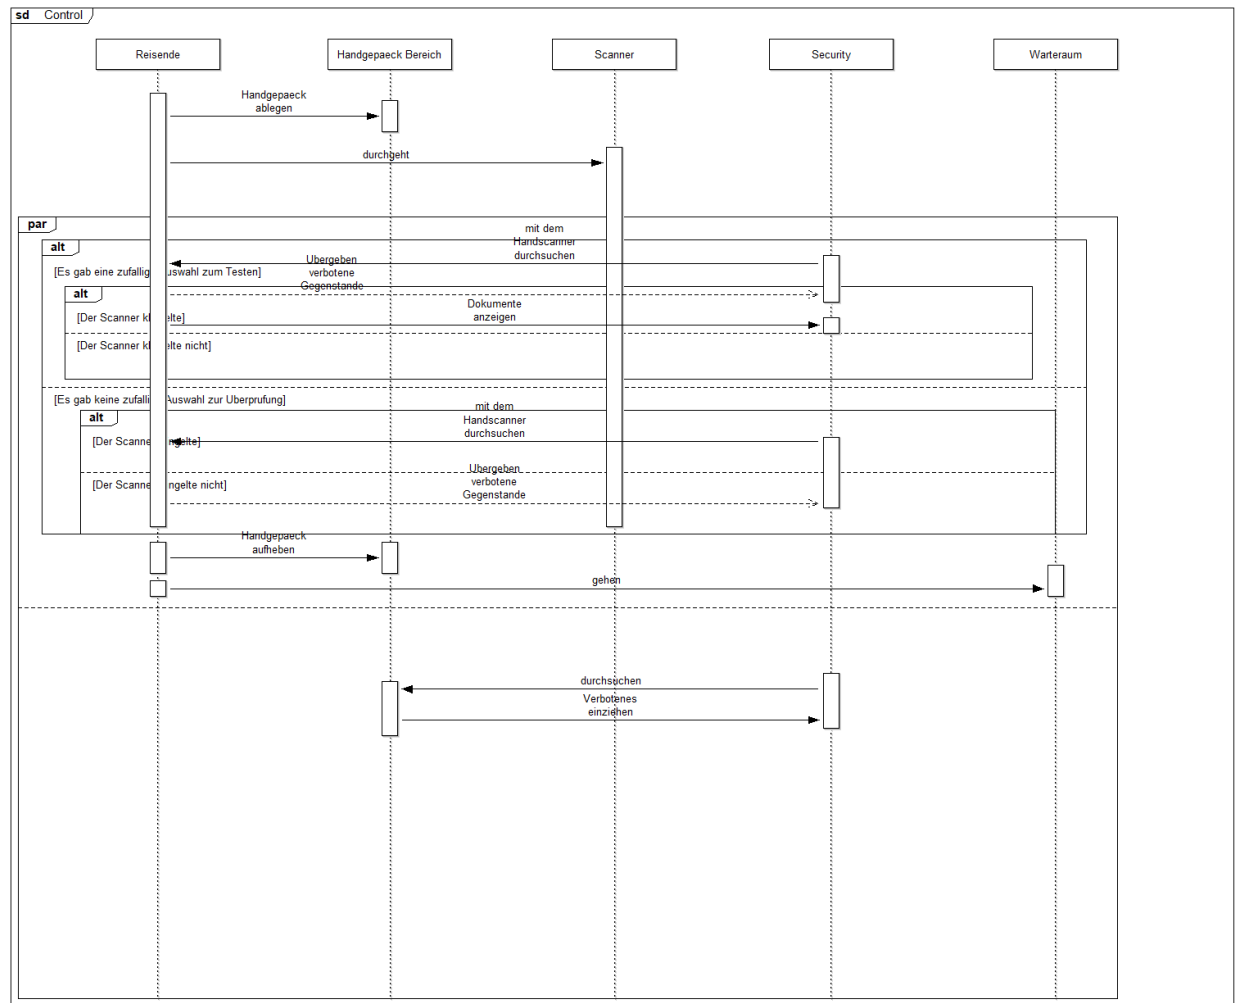 sd Control
Reisende
Handgepaeck Bereich
Scanner
Security
Warteraum
Handgepaeck
ablegen
durchgeht
par
alt
mit dem
Handscanner
durchsuchen
[Es gab eine zufallig uswahl zum Testen]
Ubergeben
verbotene
Gegenstande
alt
[Der Scanner kl elte]
Dokumente
anzeigen
[Der Scanner kl elte nicht]
[Es gab keine zufalli Auswahl zur Uberprufung]
alt
mit dem
Handscanner
durchsuchen
[Der Scanne ngelte]
[Der Scanne ngelte nicht]
Ubergeben
verbotene
Gegenstande
Handgepaeck
aufheben
gehen
durchsuchen
Verbotenes
einziehen